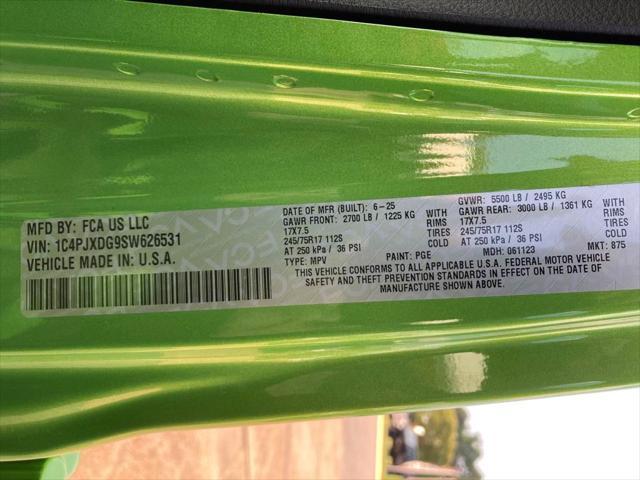 MFD BY: FCA US LLC
VIN: 1C4PJXDG9SW626531
VEHICLE MADE IN: U.S.A.
DATE OF MFR (BUILT): 6-25
GAWR FRONT: 2700 LB / 1225 KG WITH
17X7.5 RIMS
245/75R17 112S TIRES
AT 250 kPa / 36 PSI COLD
TYPE: MPV PAINT: PGE
GVWR: 5500 LB / 2495 KG
GAWR REAR: 3000 LB / 1361 KG WITH
17X7.5 RIMS
245/75R17 112S TIRES
AT 250 kPa / 36 PSI COLD
MDH: 061123 MKT: 875
THIS VEHICLE CONFORMS TO ALL APPLICABLE U.S.A. FEDERAL MOTOR VEHICLE
SAFETY AND THEFT PREVENTION STANDARDS IN EFFECT ON THE DATE OF
MANUFACTURE SHOWN ABOVE.